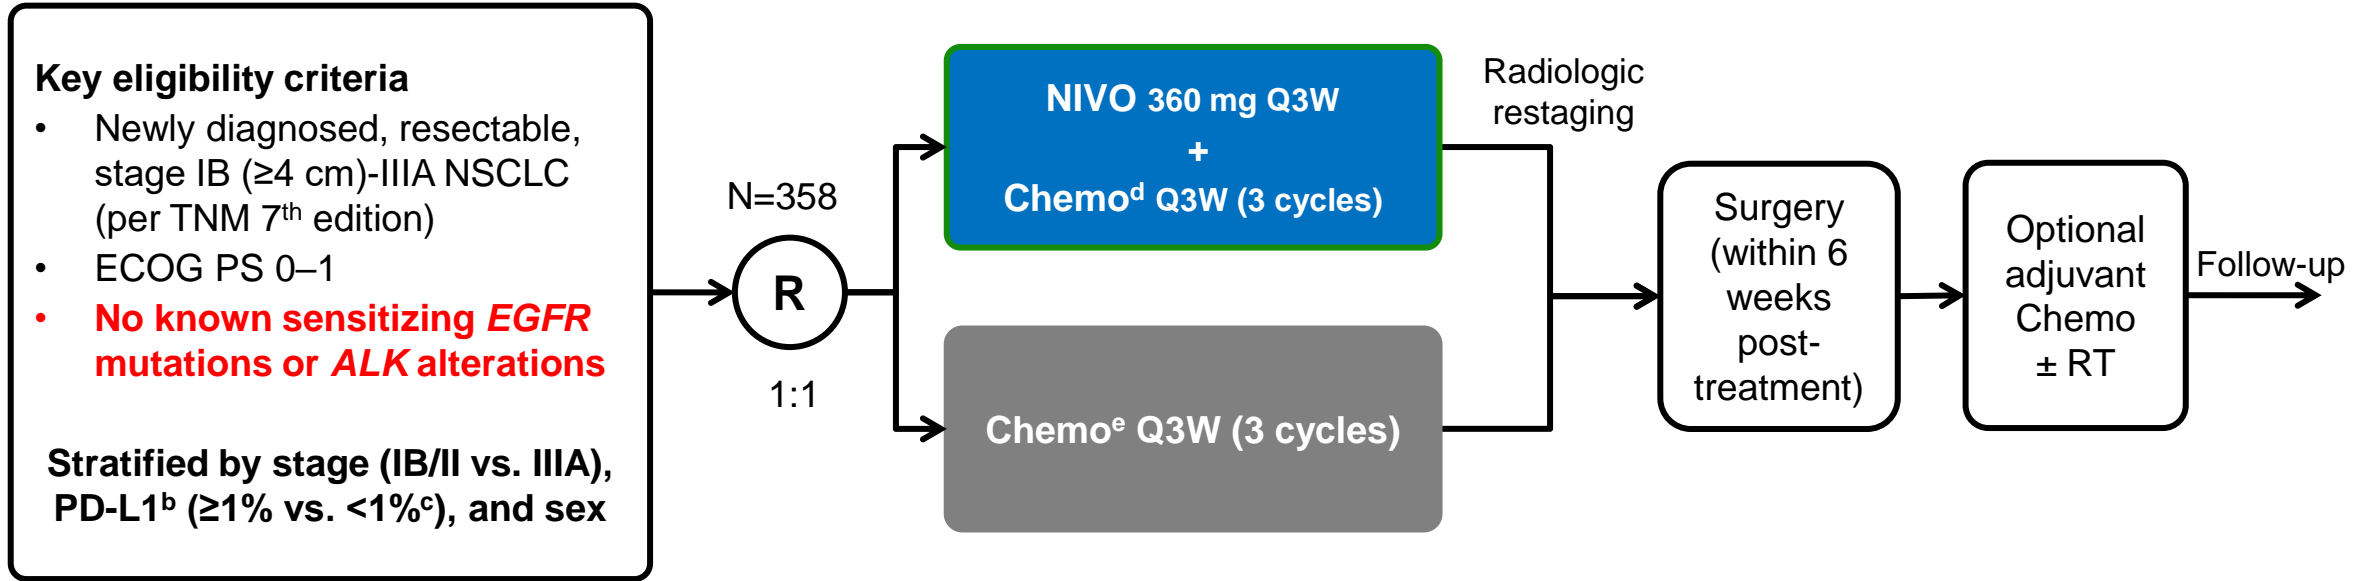 Key eligibility criteria
• Newly diagnosed, resectable,
stage IB (≥4 cm)-IIIA NSCLC
(per TNM 7th edition)
• ECOG PS 0–1
• No known sensitizing EGFR
mutations or ALK alterations
Stratified by stage (IB/II vs. IIIA),
PD-L1b (≥1% vs. <1%c), and sex
N=358
R
1:1
NIVO 360 mg Q3W
+
Chemod Q3W (3 cycles)
Chemoe Q3W (3 cycles)
Radiologic
restaging
Surgery
(within 6
weeks
post-
treatment)
Optional
adjuvant
Chemo
± RT
Follow-up